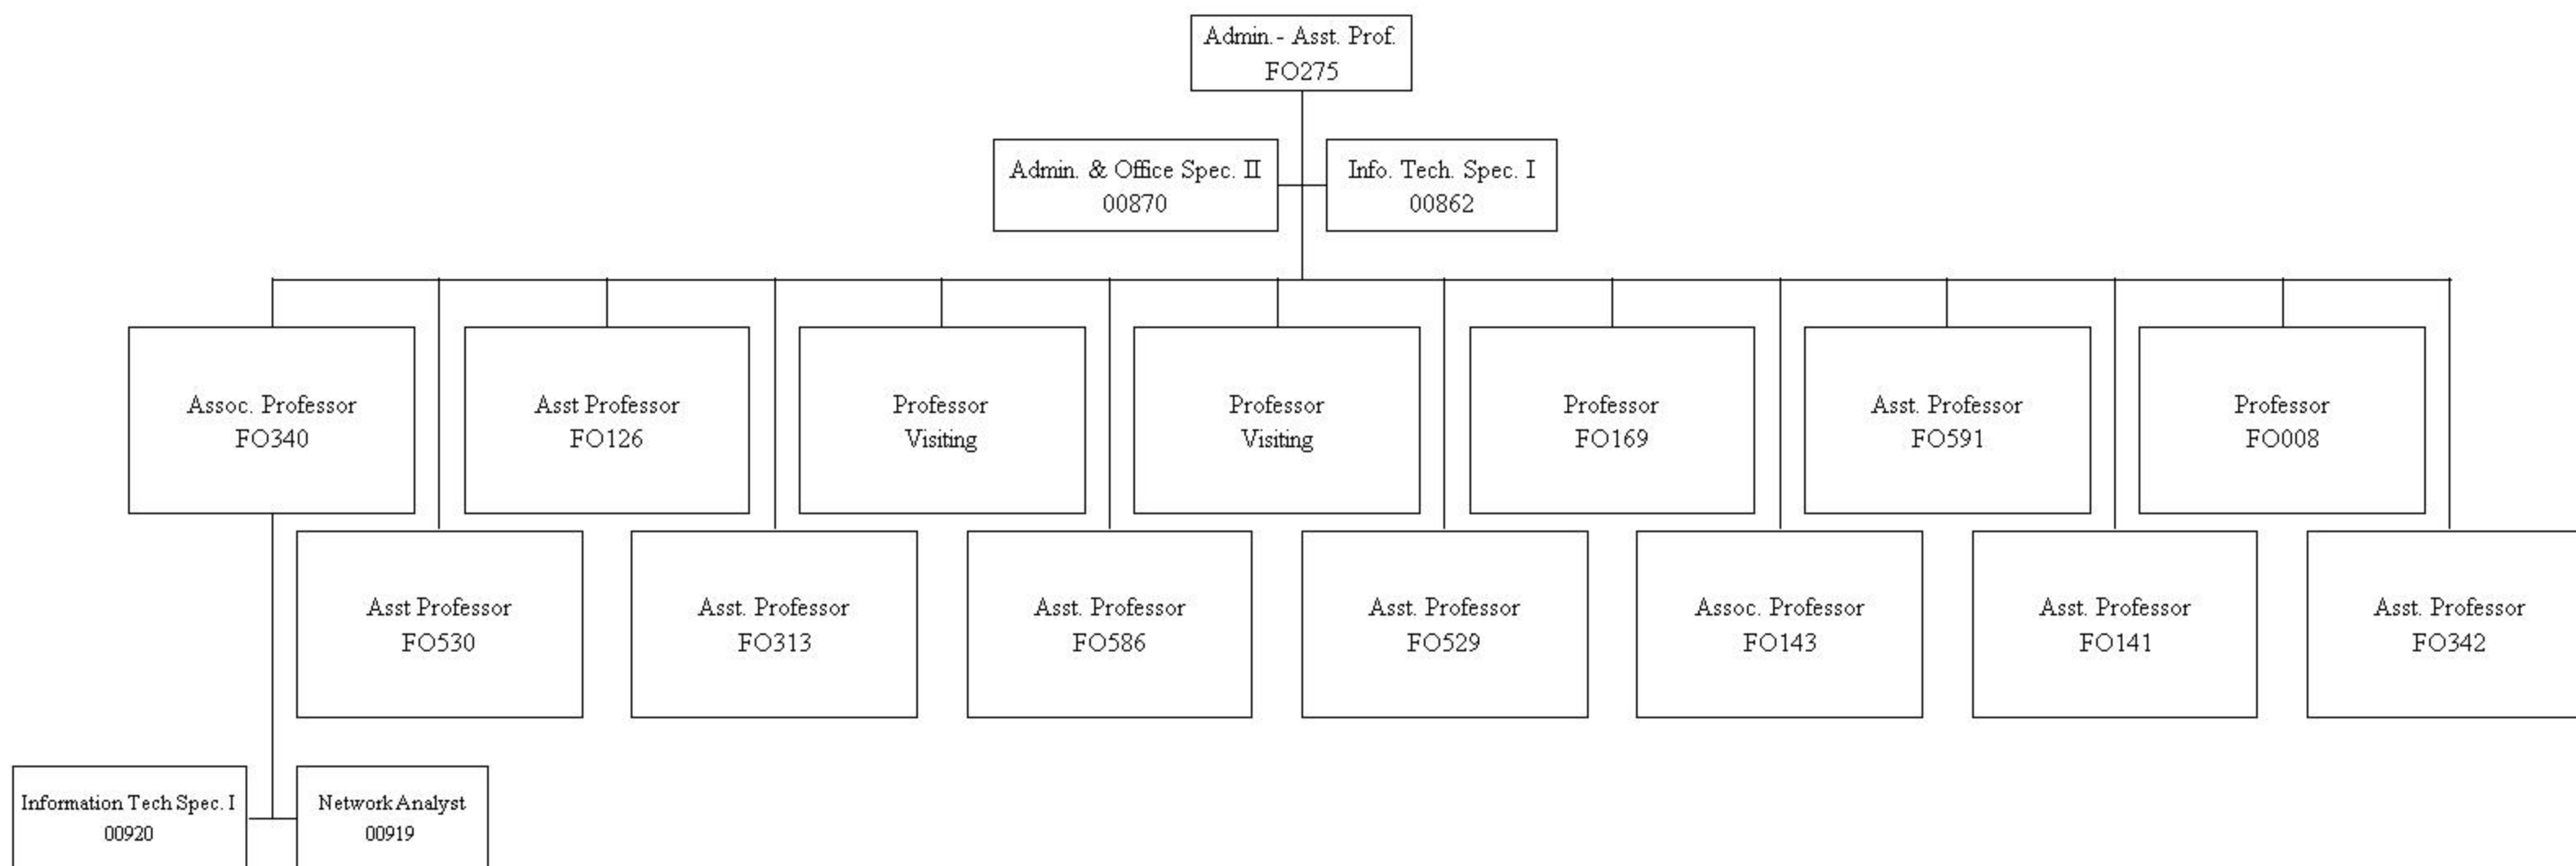 Admin.- Asst. Prof.
FO275
Admin. & Office Spec. II
00870
Info. Tech. Spec. I
00862
Assoc. Professor
FO340
Asst Professor
FO126
Professor
Visiting
Professor
Visiting
Professor
FO169
Asst. Professor
FO591
Professor
FO008
Asst Professor
FO530
Asst. Professor
FO313
Asst. Professor
FO586
Asst. Professor
FO529
Assoc. Professor
FO143
Asst. Professor
FO141
Asst. Professor
FO342
Information Tech Spec. I
00920
Network Analyst
00919